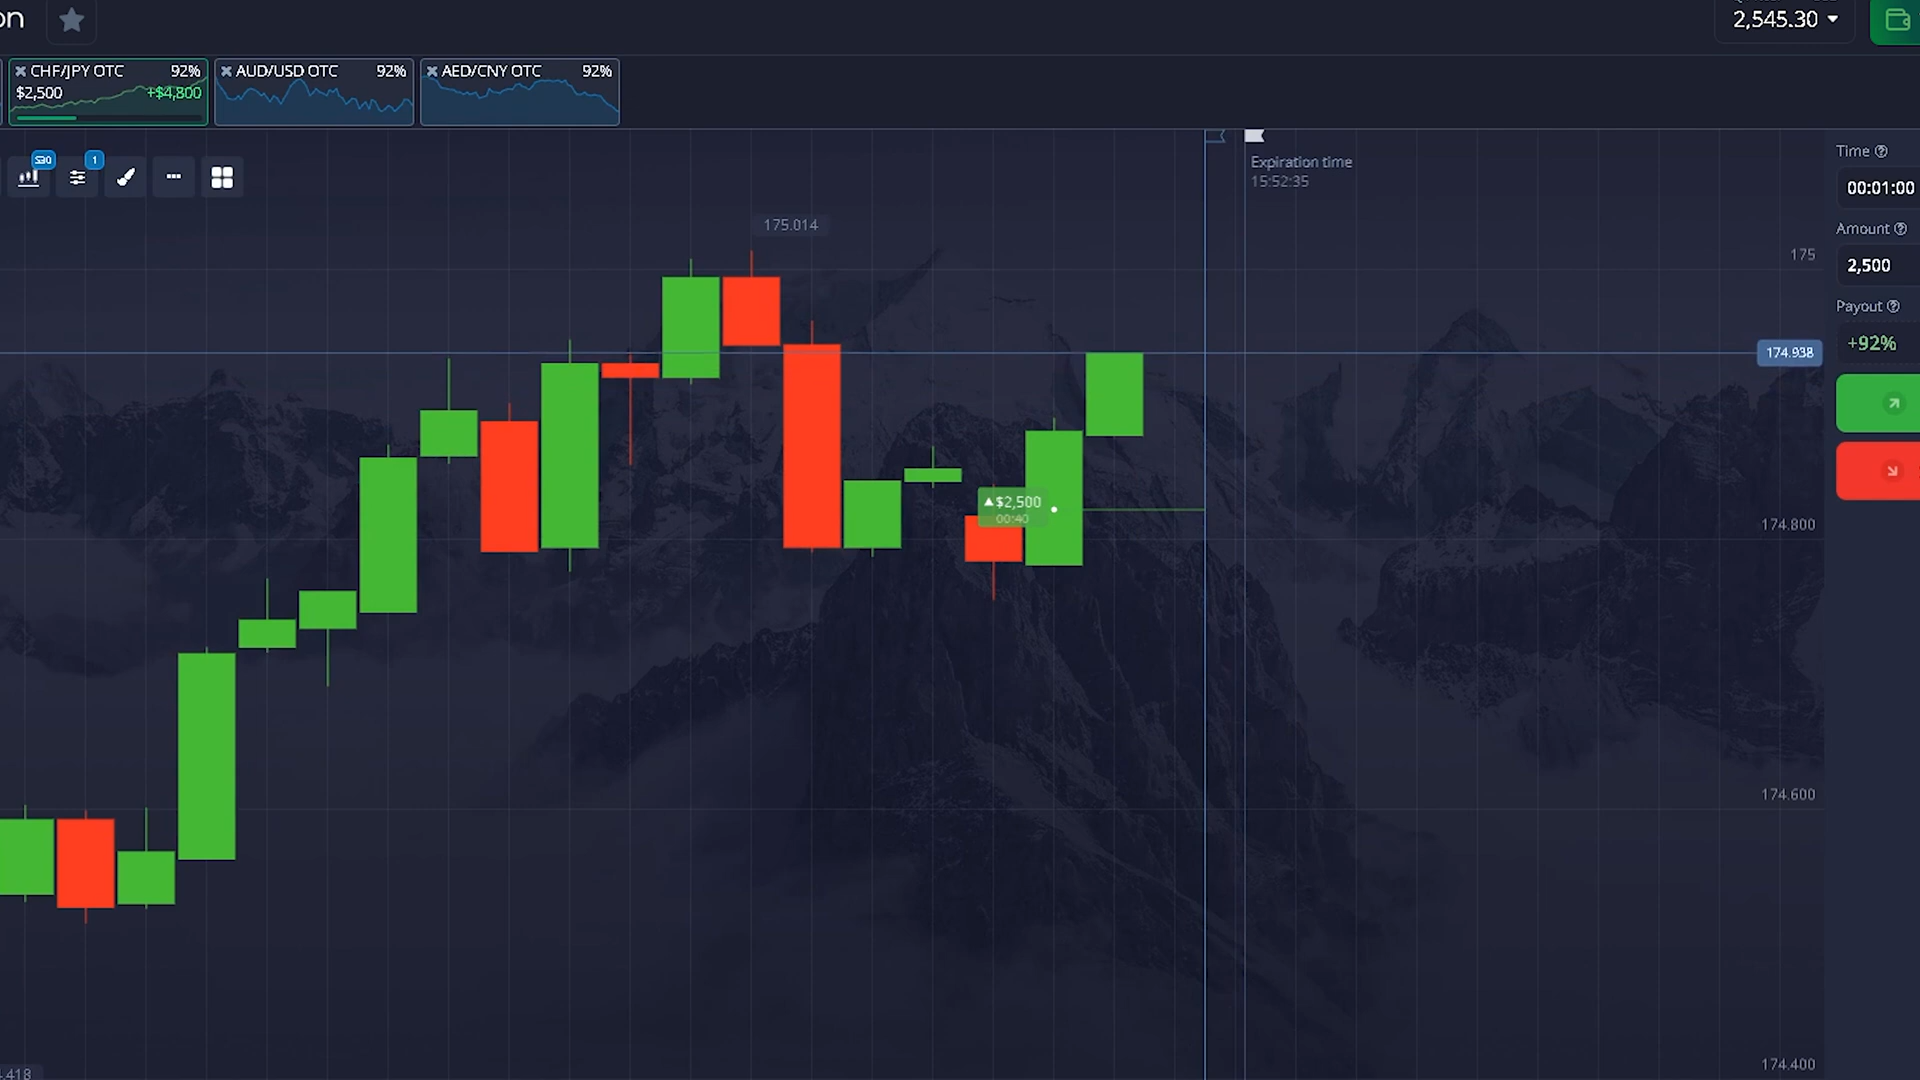 on
2,545.30
CHF/JPY OTC 92%
$2,500 +$4,800
AUD/USD OTC 92%
AED/CNY OTC 92%
S30
1
Expiration time
15:52:35
175.014
Time
00:01:00
Amount
2,500
Payout
+92%
175
174.938
174.800
174.600
174.400
$2,500
00:40
.418